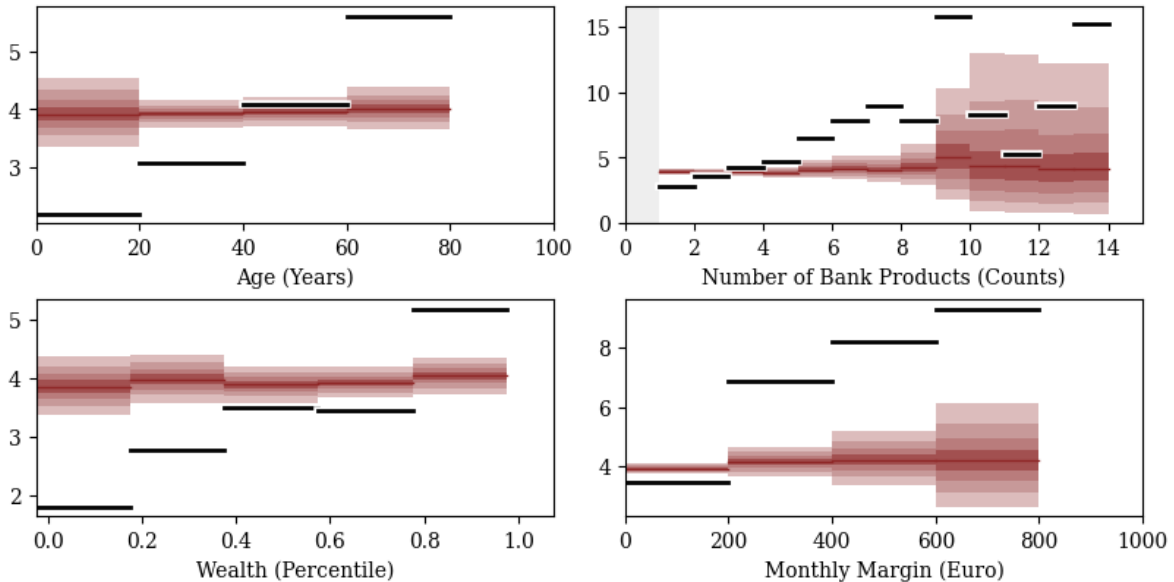 5
4
3
0 20 40 60 80 100
Age (Years)
15
10
5
0
0 2 4 6 8 10 12 14
Number of Bank Products (Counts)
5
4
3
2
0.0 0.2 0.4 0.6 0.8 1.0
Wealth (Percentile)
8
6
4
0 200 400 600 800 1000
Monthly Margin (Euro)